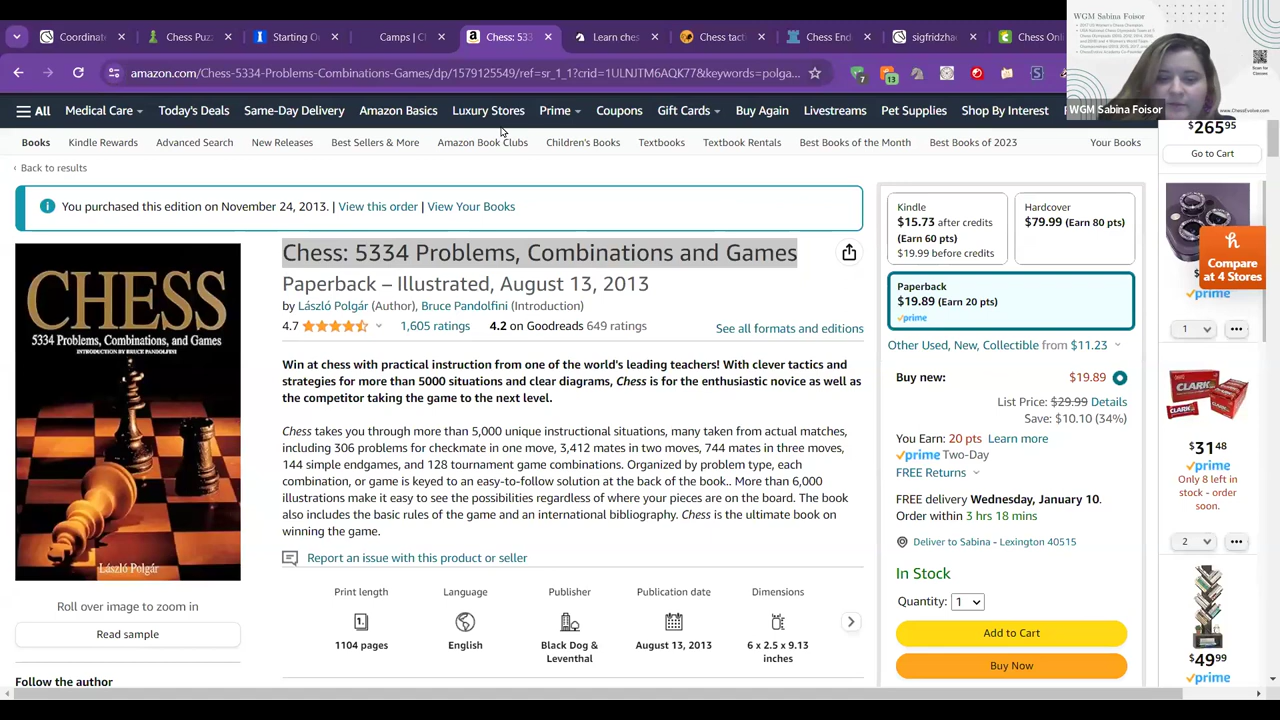 Coordinat
Chess Puz
Starting O
Chess: 533
Learn ches
Chess tacti
Chess
sigfridzha
Chess Onl
amazon.com/Chess-5334-Problems-Combinations-Games/dp/1579125549/ref=sr_1_1?crid=1ULNJTM6UQK77&keywords=polga...
7
13
WGM Sabina Foisor
Scan for
Classes
www.ChessEvolve.com
WGM Sabina Foisor
All
Medical Care
Today's Deals
Same-Day Delivery
Amazon Basics
Luxury Stores
Prime
Coupons
Gift Cards
Buy Again
Livestreams
Pet Supplies
Shop By Interest
Books
Kindle Rewards
Advanced Search
New Releases
Best Sellers & More
Amazon Book Clubs
Children's Books
Textbooks
Textbook Rentals
Best Books of the Month
Best Books of 2023
Your Books
‹ Back to results
You purchased this edition on November 24, 2013. | View this order | View Your Books
CHESS
5334 Problems, Combinations, and Games
INTRODUCTION BY BRUCE PANDOLFINI
László Polgár
Roll over image to zoom in
Read sample
Follow the author
Chess: 5334 Problems, Combinations and Games
Paperback – Illustrated, August 13, 2013
by László Polgár (Author), Bruce Pandolfini (Introduction)
4.7
1,605 ratings
4.2 on Goodreads 649 ratings
See all formats and editions
Win at chess with practical instruction from one of the world's leading teachers! With clever tactics and
strategies for more than 5000 situations and clear diagrams, Chess is for the enthusiastic novice as well as
the competitor taking the game to the next level.
Chess takes you through more than 5,000 unique instructional situations, many taken from actual matches,
including 306 problems for checkmate in one move, 3,412 mates in two moves, 744 mates in three moves,
144 simple endgames, and 128 tournament game combinations. Organized by problem type, each
combination, or game is keyed to an easy-to-follow solution at the back of the book.. More than 6,000
illustrations make it easy to see the possibilities regardless of where your pieces are on the board. The book
also includes the basic rules of the game and an international bibliography. Chess is the ultimate book on
winning the game.
Report an issue with this product or seller
Print length
1104 pages
Language
English
Publisher
Black Dog &
Leventhal
Publication date
August 13, 2013
Dimensions
6 x 2.5 x 9.13
inches
Kindle
$15.73 after credits
(Earn 60 pts)
$19.99 before credits
Hardcover
$79.99 (Earn 80 pts)
Paperback
$19.89 (Earn 20 pts)
prime
Other Used, New, Collectible from $11.23
Buy new:
$19.89
List Price: $29.99 Details
Save: $10.10 (34%)
You Earn: 20 pts Learn more
prime Two-Day
FREE Returns
FREE delivery Wednesday, January 10.
Order within 3 hrs 18 mins
Deliver to Sabina - Lexington 40515
In Stock
Quantity: 1
Add to Cart
Buy Now
$265.95
Go to Cart
h
Compare
at 4 Stores
$
prime
1
CLARK
CLARK
$31.48
prime
Only 8 left in
stock - order
soon.
2
$49.99
prime